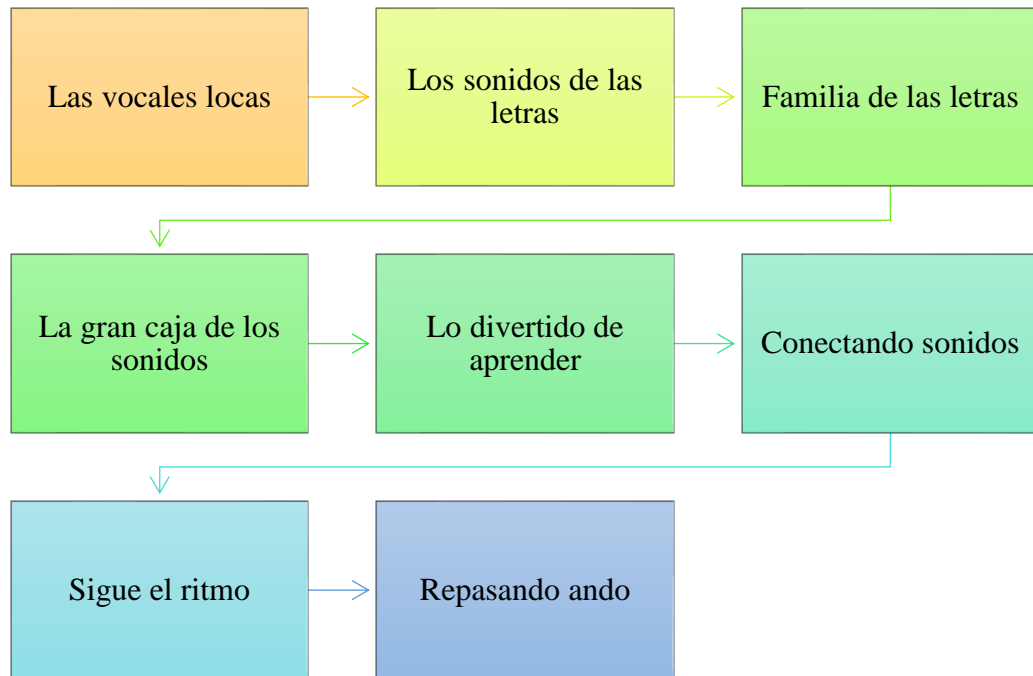 Las vocales locas
Los sonidos de las
letras
Familia de las letras
La gran caja de los
sonidos
Lo divertido de
aprender
Conectando sonidos
Sigue el ritmo
Repasando ando